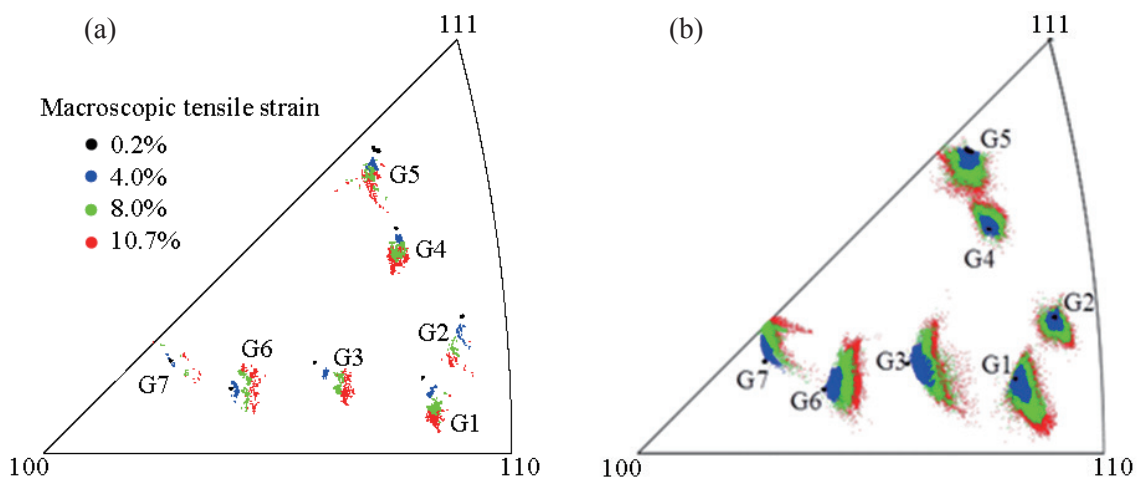 (a)
111
Macroscopic tensile strain
0.2%
4.0%
8.0%
10.7%
G5
G4
G2
G6
G3
G7
G1
100
110
(b)
111
G5
G4
G2
G3
G1
G7
G6
100
110